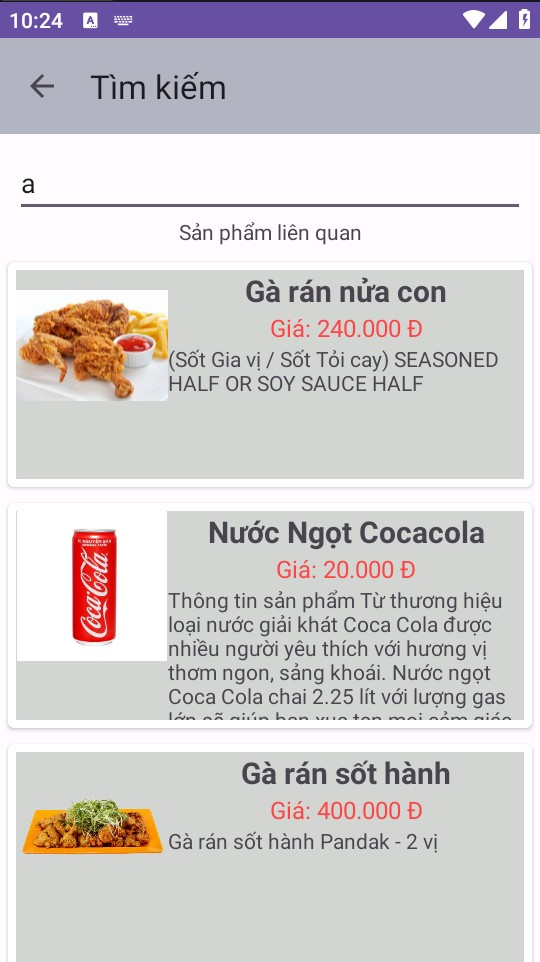 10:24
A
Tìm kiếm
a
Sản phẩm liên quan
Gà rán nửa con
Giá: 240.000 Đ
(Sốt Gia vị / Sốt Tỏi cay) SEASONED
HALF OR SOY SAUCE HALF
Nước Ngọt Cocacola
Giá: 20.000 Đ
Coca-Cola
Thông tin sản phẩm Từ thương hiệu
loại nước giải khát Coca Cola được
nhiều người yêu thích với hương vị
thơm ngon, sảng khoái. Nước ngọt
Coca Cola chai 2.25 lít với lượng gas
Gà rán sốt hành
Giá: 400.000 Đ
Gà rán sốt hành Pandak - 2 vị